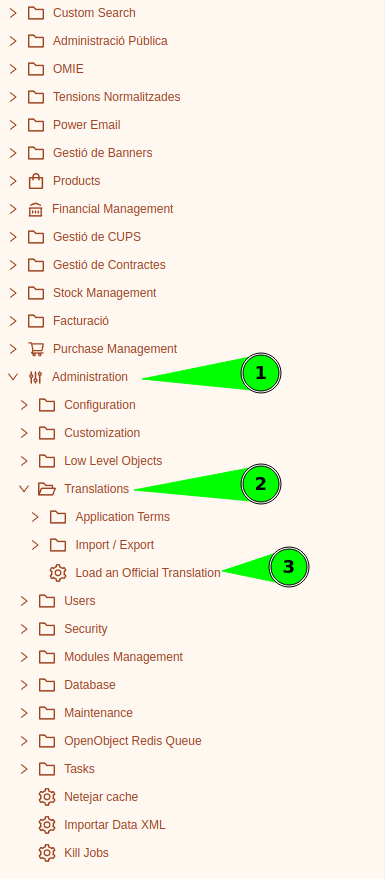 Custom Search
Administració Pública
OMIE
Tensions Normalitzades
Power Email
Gestió de Banners
Products
Financial Management
Gestió de CUPS
Gestió de Contractes
Stock Management
Facturació
Purchase Management
Administration 1
Configuration
Customization
Low Level Objects
Translations 2
Application Terms
Import / Export
Load an Official Translation 3
Users
Security
Modules Management
Database
Maintenance
OpenObject Redis Queue
Tasks
Netejar cache
Importar Data XML
Kill Jobs